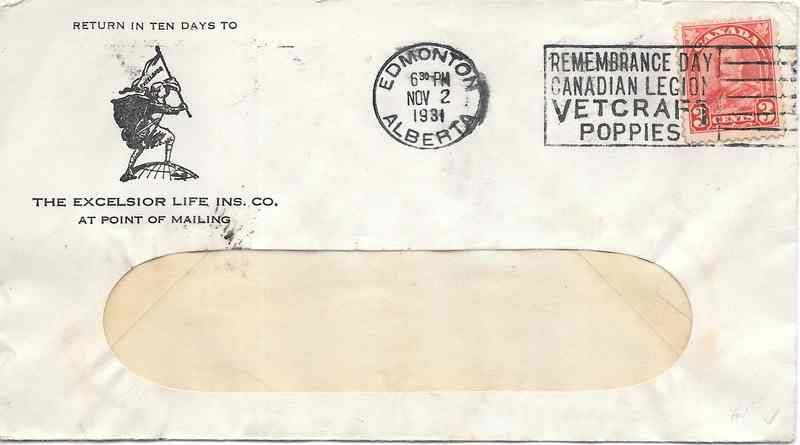 RETURN IN TEN DAYS TO
EXCELSIOR
THE EXCELSIOR LIFE INS. CO.
AT POINT OF MAILING
EDMONTON
6 30 PM
NOV 2
1931
ALBERTA
REMEMBRANCE DAY
CANADIAN LEGION
VETCRAFT
POPPIES
CANADA
3 CENTS 3